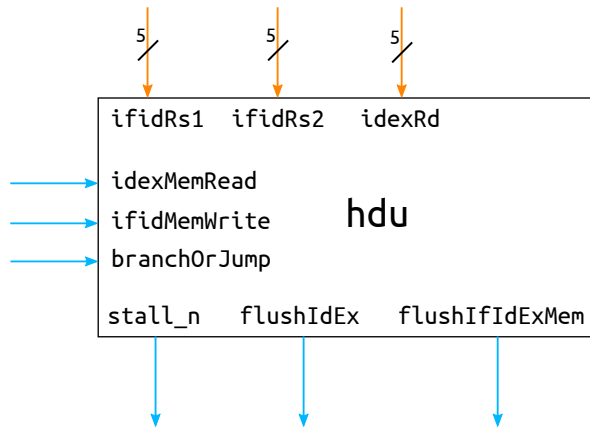 5 5 5
ifidRs1 ifidRs2 idexRd
idexMemRead
ifidMemWrite
hdu
branchOrJump
stall_n flushIdEx flushIfIdExMem